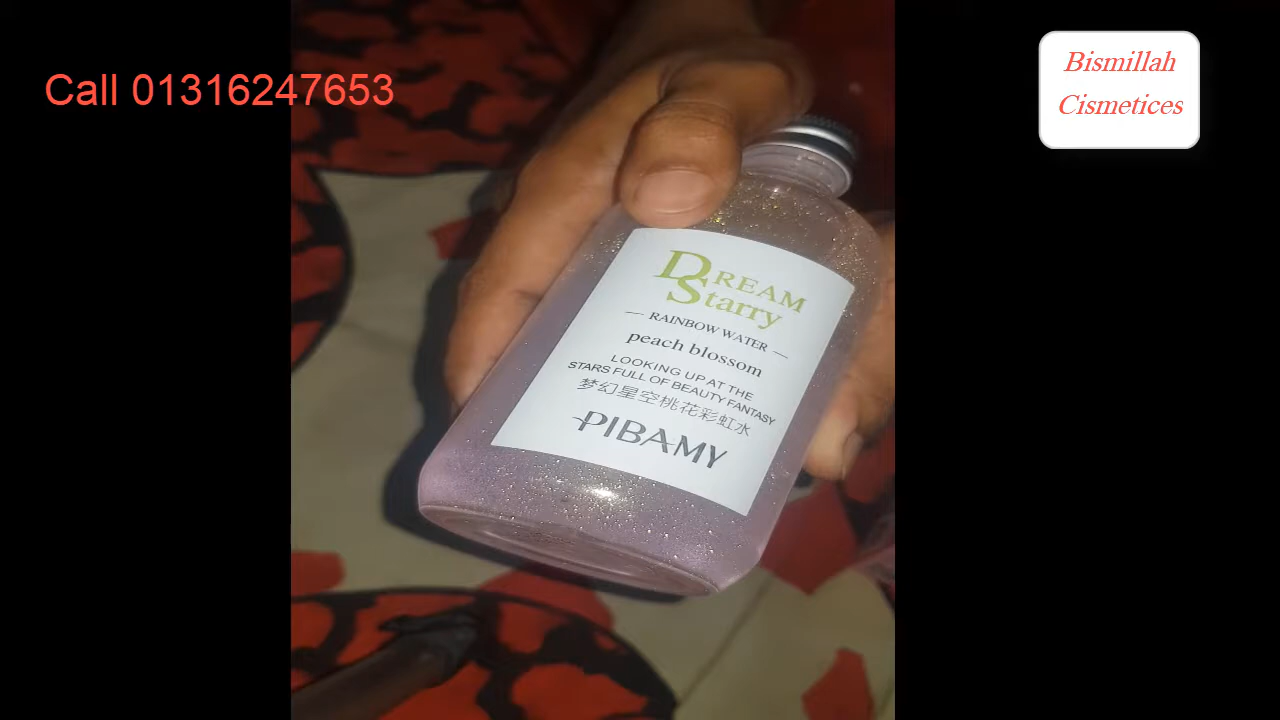 Call 01316247653
Bismillah
Cismetices
DREAM
Starry
— RAINBOW WATER —
peach blossom
LOOKING UP AT THE
STARS FULL OF BEAUTY FANTASY
梦幻星空桃花彩虹水
PIBAMY